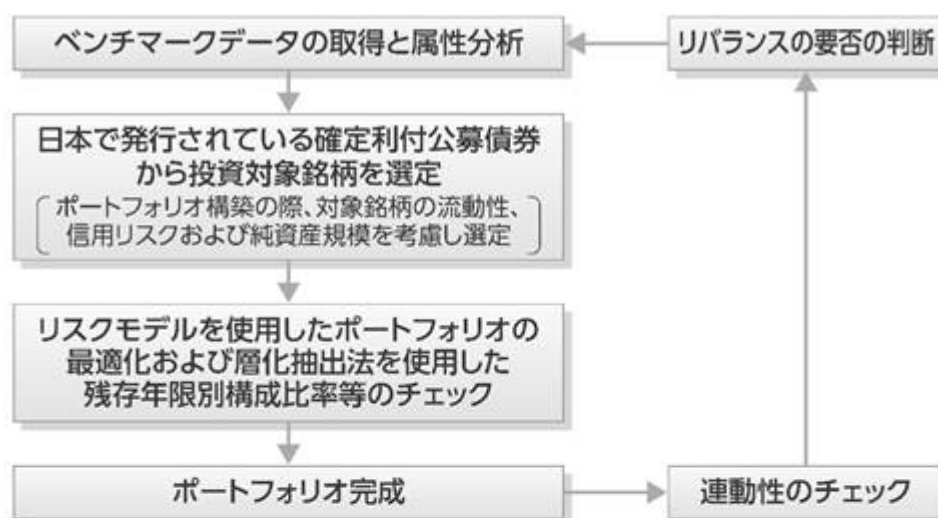 ベンチマークデータの取得と属性分析
リバランスの要否の判断
日本で発行されている確定利付公募債券
から投資対象銘柄を選定
ポートフォリオ構築の際、対象銘柄の流動性、
信用リスクおよび純資産規模を考慮し選定
リスクモデルを使用したポートフォリオの
最適化および層化抽出法を使用した
残存年限別構成比率等のチェック
ポートフォリオ完成
連動性のチェック